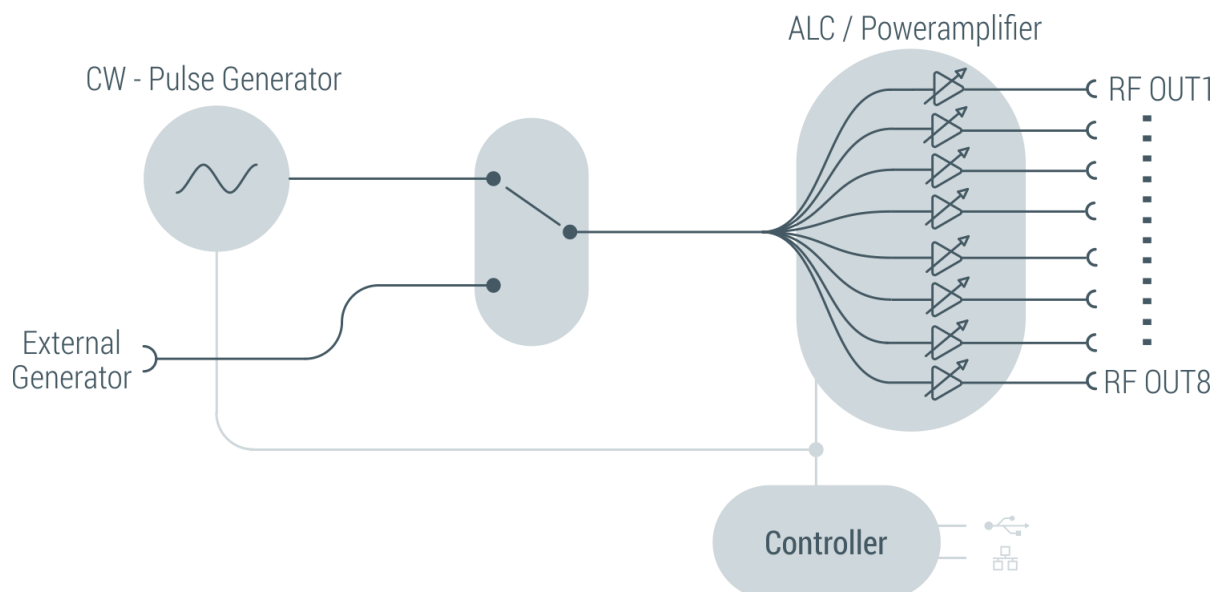 ALC / Poweramplifier
CW - Pulse Generator
RF OUT1
External
Generator
RF OUT8
Controller